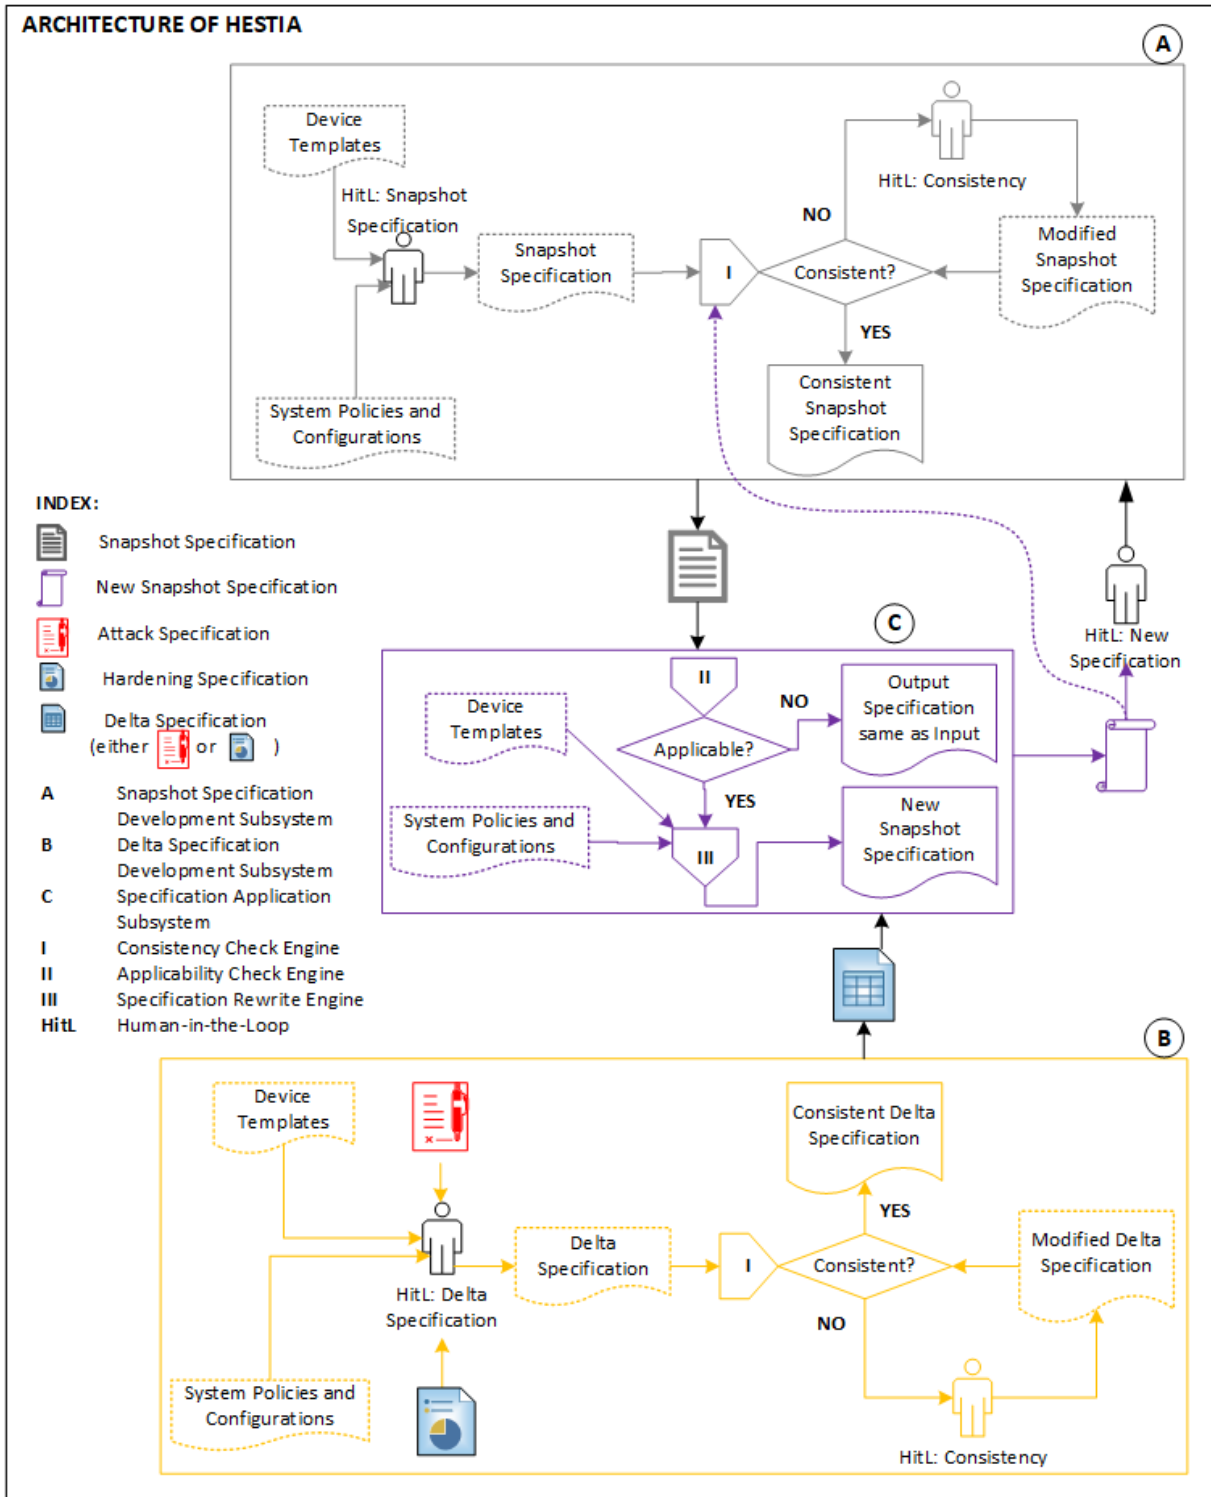 ARCHITECTURE OF HESTIA
A
Device
Templates
HitL: Snapshot
Specification
Snapshot
Specification
System Policies and
Configurations
I
Consistent?
NO
YES
HitL: Consistency
Modified
Snapshot
Specification
Consistent
Snapshot
Specification
INDEX:
Snapshot Specification
New Snapshot Specification
Attack Specification
Hardening Specification
Delta Specification
(either or )
A Snapshot Specification
Development Subsystem
B Delta Specification
Development Subsystem
C Specification Application
Subsystem
I Consistency Check Engine
II Applicability Check Engine
III Specification Rewrite Engine
HitL Human-in-the-Loop
HitL: New
Specification
C
II
Applicable?
NO
YES
Output
Specification
same as Input
Device
Templates
System Policies and
Configurations
III
New
Snapshot
Specification
B
Device
Templates
HitL: Delta
Specification
System Policies and
Configurations
Delta
Specification
I
Consistent?
YES
NO
Consistent Delta
Specification
Modified Delta
Specification
HitL: Consistency